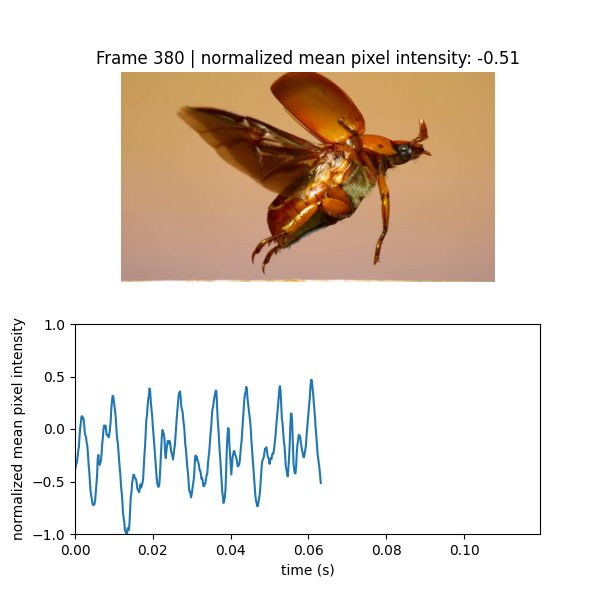 Frame 380 | normalized mean pixel intensity: -0.51
normalized mean pixel intensity
1.0
0.5
0.0
−0.5
−1.0
0.00 0.02 0.04 0.06 0.08 0.10
time (s)